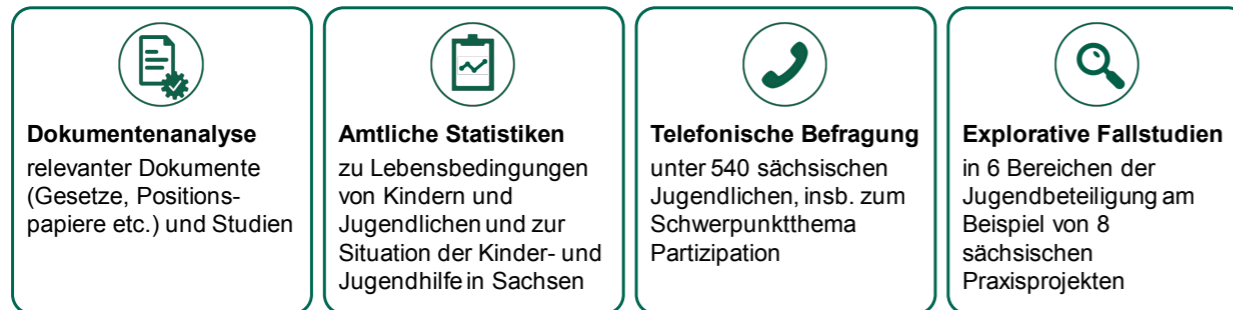 Dokumentenanalyse
relevanter Dokumente
(Gesetze, Positions-
papiere etc.) und Studien
Amtliche Statistiken
zu Lebensbedingungen
von Kindern und
Jugendlichen und zur
Situation der Kinder- und
Jugendhilfe in Sachsen
Telefonische Befragung
unter 540 sächsischen
Jugendlichen, insb. zum
Schwerpunktthema
Partizipation
Explorative Fallstudien
in 6 Bereichen der
Jugendbeteiligung am
Beispiel von 8
sächsischen
Praxisprojekten